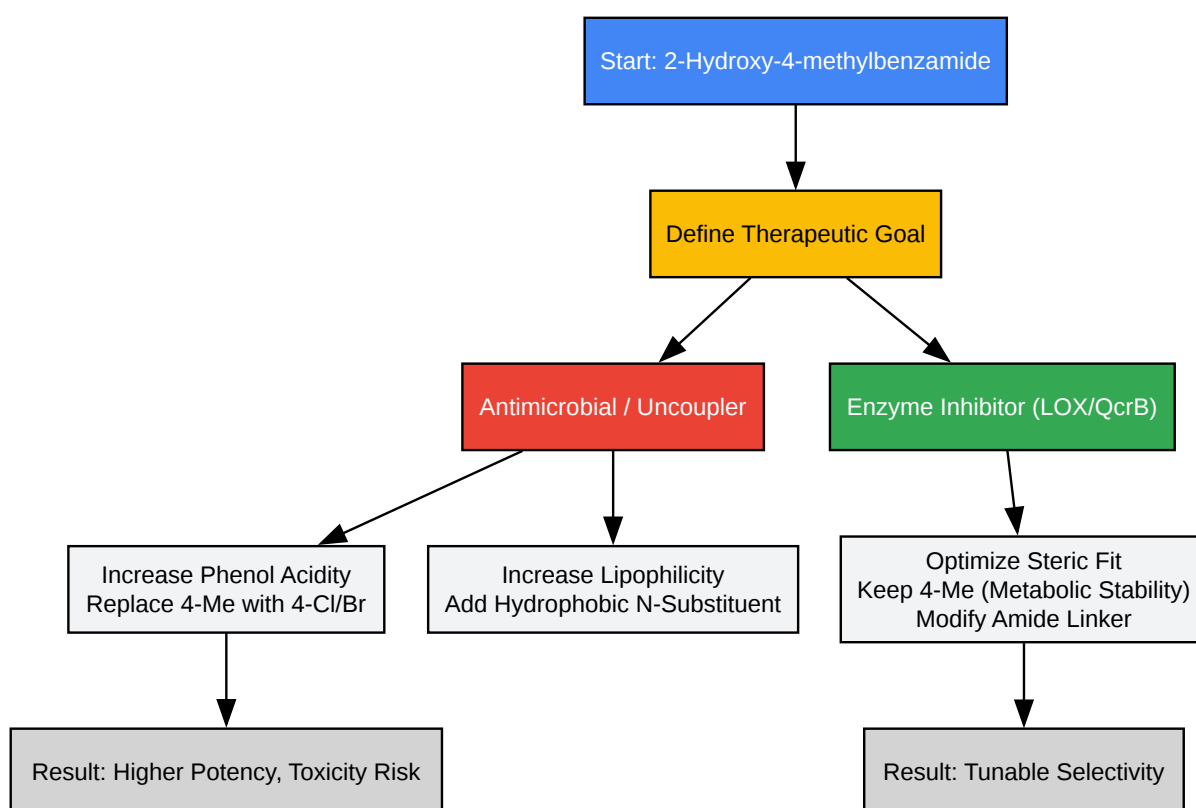 Start: 2-Hydroxy-4-methylbenzamide
Define Therapeutic Goal
Antimicrobial / Uncoupler
Enzyme Inhibitor (LOX/QcrB)
Increase Phenol Acidity
Replace 4-Me with 4-Cl/Br
Increase Lipophilicity
Add Hydrophobic N-Substituent
Optimize Steric Fit
Keep 4-Me (Metabolic Stability)
Modify Amide Linker
Result: Higher Potency, Toxicity Risk
Result: Tunable Selectivity